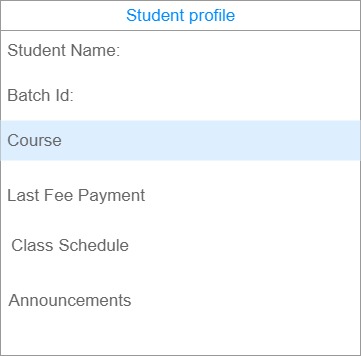 Student profile
Student Name:
Batch Id:
Course
Last Fee Payment
Class Schedule
Announcements